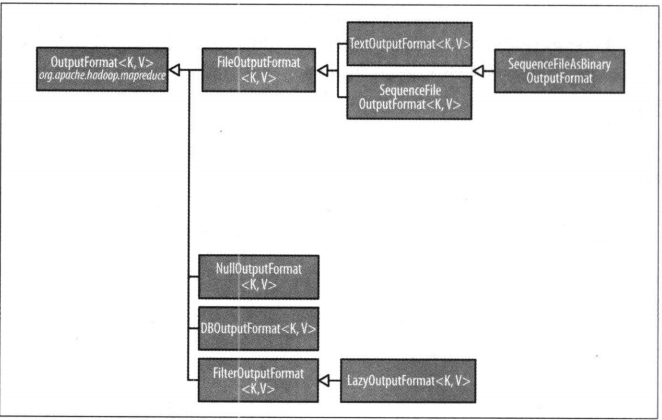 OutputFormat<K, V>
org.apache.hadoop.mapreduce
FileOutputFormat
<K, V>
TextOutputFormat<K, V>
SequenceFile
OutputFormat<K, V>
SequenceFileAsBinary
OutputFormat
NullOutputFormat
<K, V>
DBOutputFormat<K, V>
FilterOutputFormat
<K,V>
LazyOutputFormat<K, V>